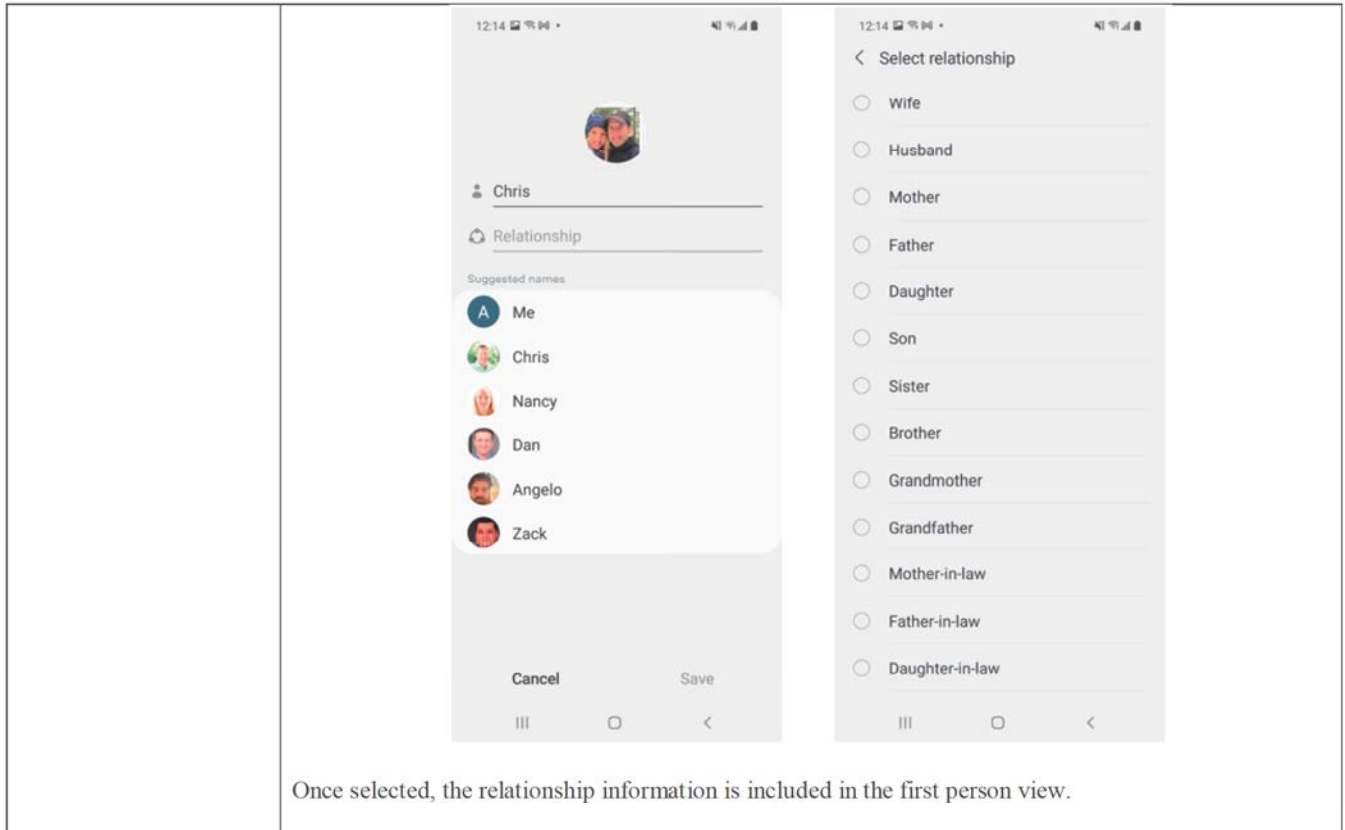 12:14
Chris
Relationship
Suggested names
A Me
Chris
Nancy
Dan
Angelo
Zack
Cancel Save
12:14
Select relationship
Wife
Husband
Mother
Father
Daughter
Son
Sister
Brother
Grandmother
Grandfather
Mother-in-law
Father-in-law
Daughter-in-law
Once selected, the relationship information is included in the first person view.